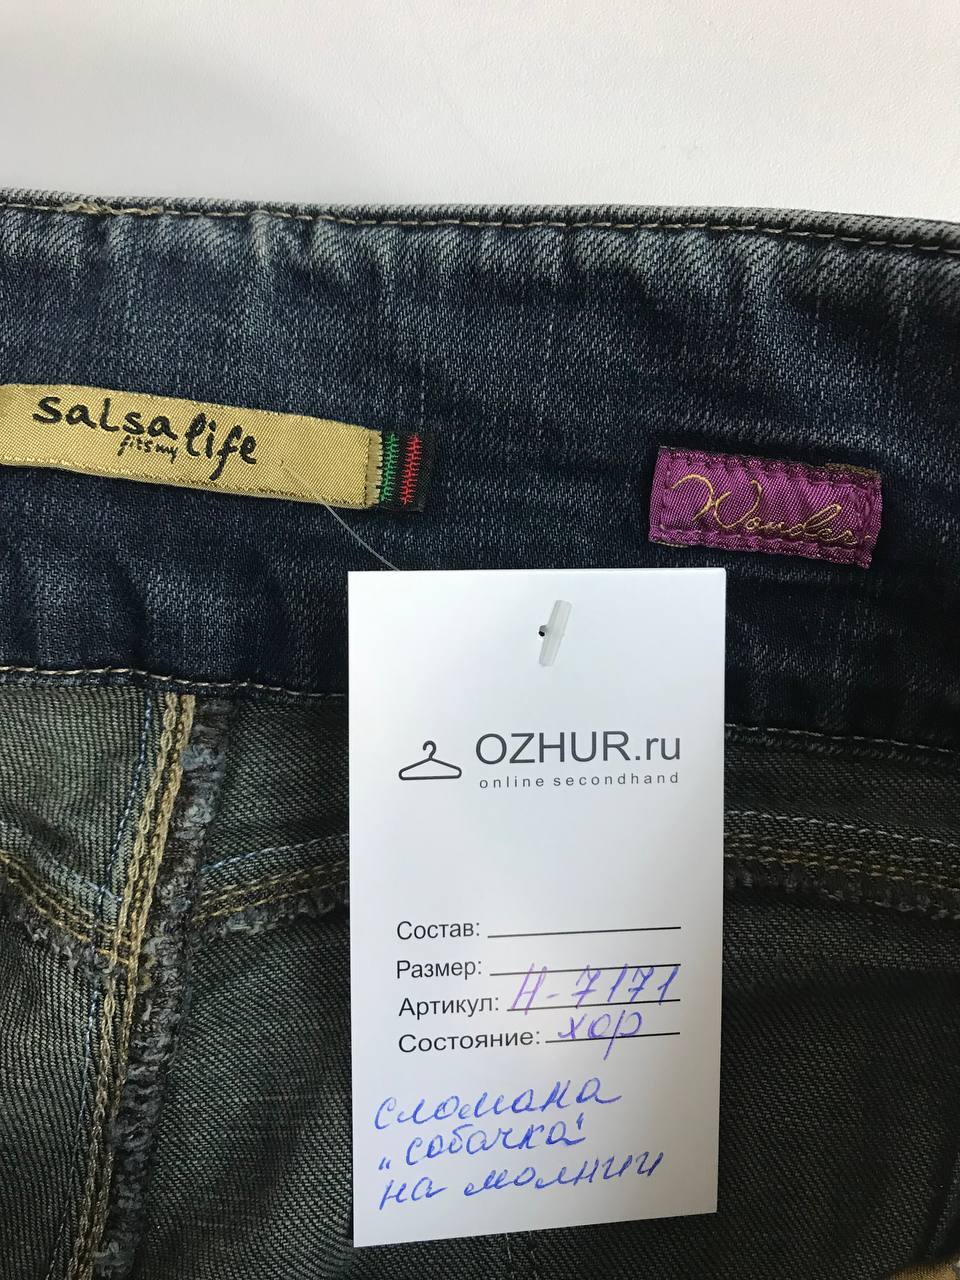 salsa life
fits my
Wonder
OZHUR.ru
online secondhand
Состав:
Размер:
Артикул: Н-7171
Состояние: хор
сломана
„собачка"
на молнии